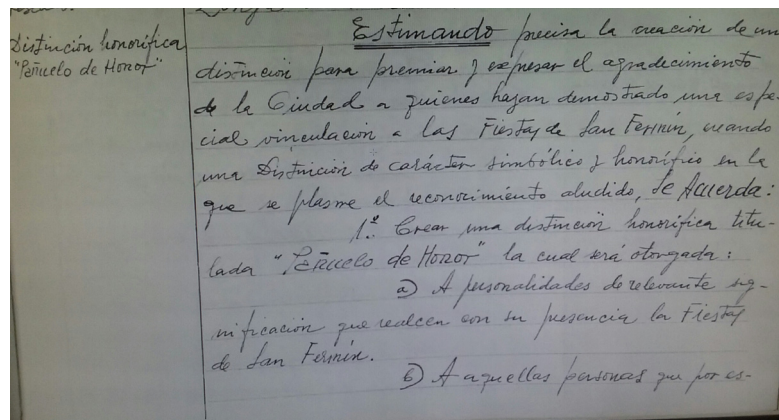 Distinción honorífica
"Pañuelo de Honor"
Estimando precisa la creación de un
distinción para premiar y expresar el agradecimiento
de la Ciudad a quienes hayan demostrado una espe-
cial vinculación a las Fiestas de San Fermín, creando
una Distinción de carácter simbólico y honorífico en la
que se plasme el reconocimiento aludido, Se Acuerda:
1º. Crear una distinción honorífica titu-
lada "Pañuelo de Honor" la cual será otorgada:
a) A personalidades de relevante sig-
nificación que realcen con su presencia las Fiestas
de San Fermín.
b) A aquellas personas que por es-